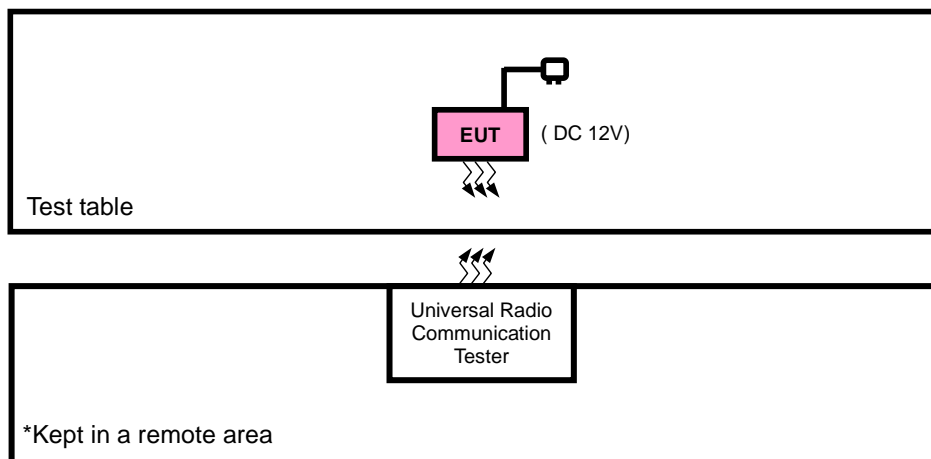 EUT
( DC 12V)
Test table
Universal Radio
Communication
Tester
*Kept in a remote area